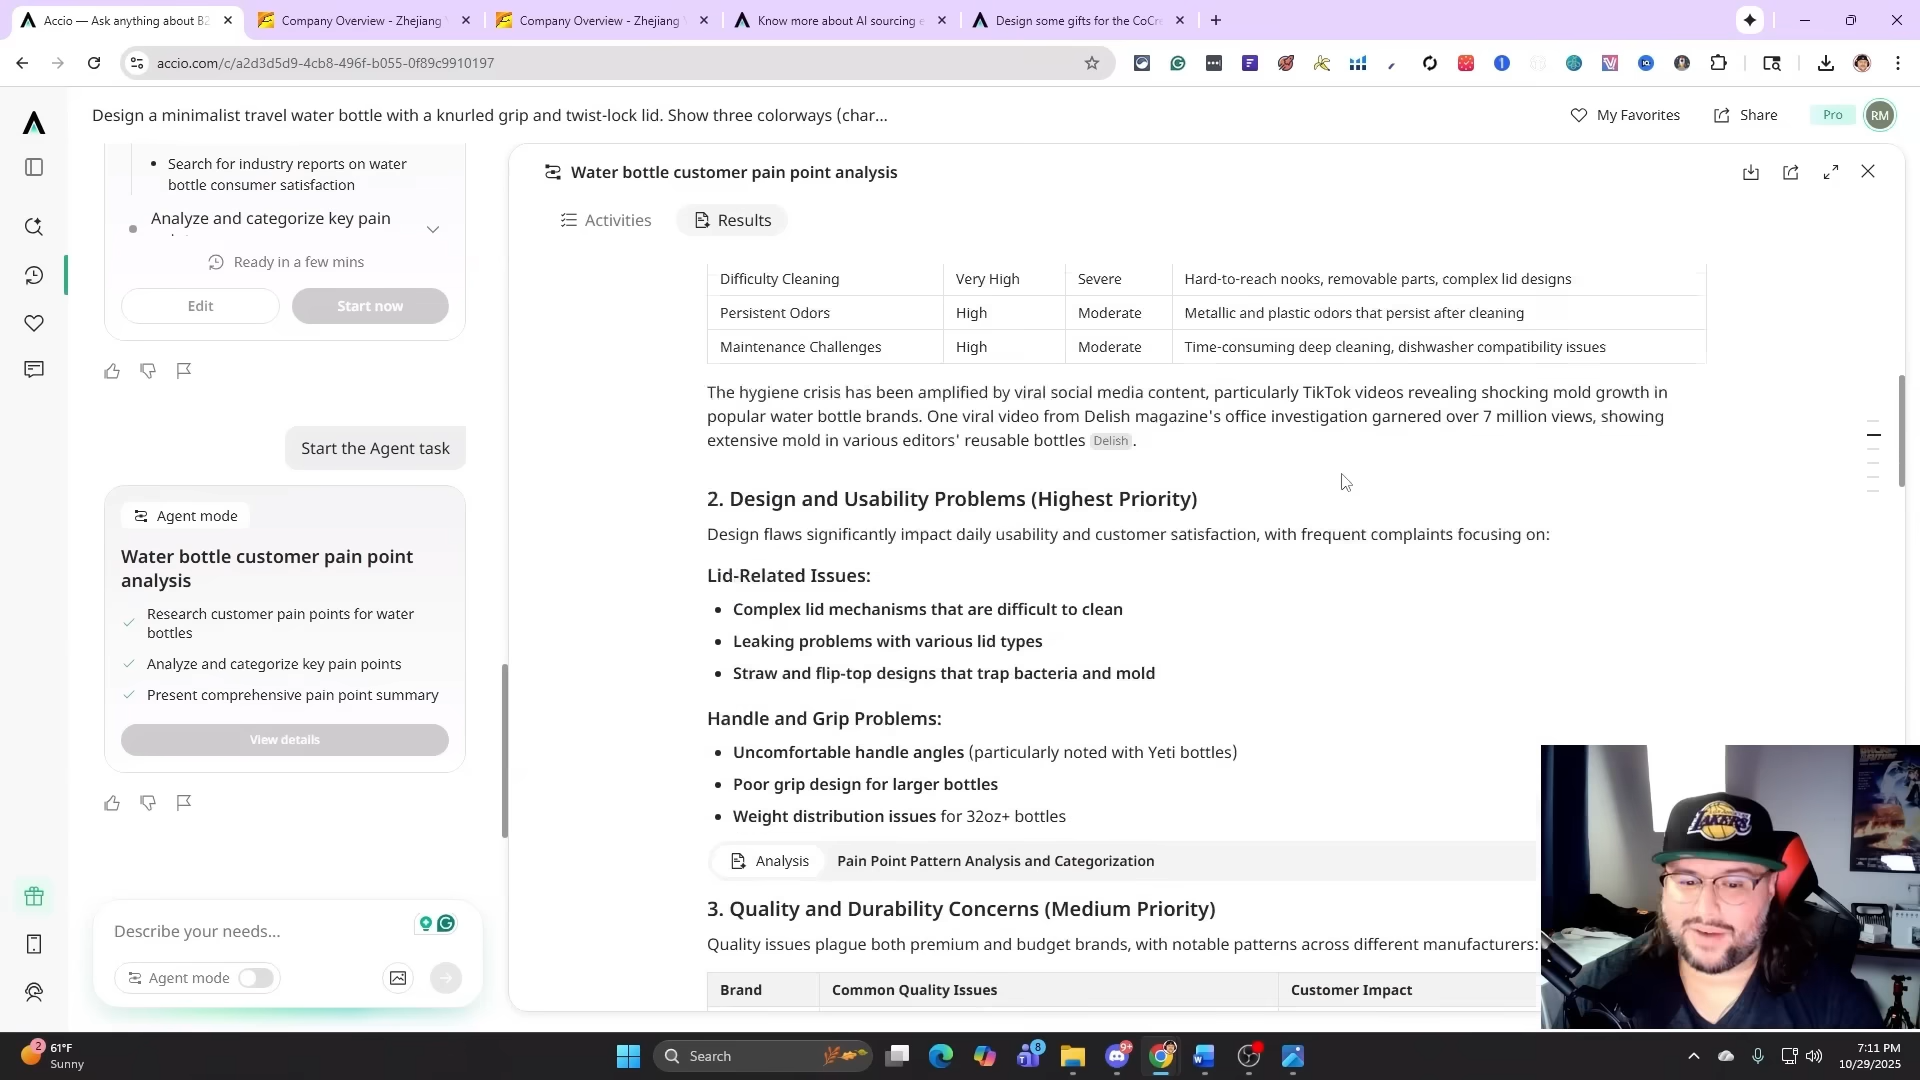 Accio — Ask anything about B2
Company Overview - Zhejiang
Company Overview - Zhejiang
Know more about AI sourcing
Design some gifts for the CoCr
accio.com/c/a2d3d5d9-4cb8-496f-b055-0f89c9910197
Design a minimalist travel water bottle with a knurled grip and twist-lock lid. Show three colorways (char...
My Favorites
Share
Pro
RM
Search for industry reports on water
bottle consumer satisfaction
Analyze and categorize key pain
Ready in a few mins
Edit
Start now
Start the Agent task
Agent mode
Water bottle customer pain point
analysis
Research customer pain points for water
bottles
Analyze and categorize key pain points
Present comprehensive pain point summary
View details
Describe your needs...
Agent mode
Water bottle customer pain point analysis
Activities
Results
Difficulty Cleaning Very High Severe Hard-to-reach nooks, removable parts, complex lid designs
Persistent Odors High Moderate Metallic and plastic odors that persist after cleaning
Maintenance Challenges High Moderate Time-consuming deep cleaning, dishwasher compatibility issues
The hygiene crisis has been amplified by viral social media content, particularly TikTok videos revealing shocking mold growth in
popular water bottle brands. One viral video from Delish magazine's office investigation garnered over 7 million views, showing
extensive mold in various editors' reusable bottles Delish.
2. Design and Usability Problems (Highest Priority)
Design flaws significantly impact daily usability and customer satisfaction, with frequent complaints focusing on:
Lid-Related Issues:
• Complex lid mechanisms that are difficult to clean
• Leaking problems with various lid types
• Straw and flip-top designs that trap bacteria and mold
Handle and Grip Problems:
• Uncomfortable handle angles (particularly noted with Yeti bottles)
• Poor grip design for larger bottles
• Weight distribution issues for 32oz+ bottles
Analysis Pain Point Pattern Analysis and Categorization
3. Quality and Durability Concerns (Medium Priority)
Quality issues plague both premium and budget brands, with notable patterns across different manufacturers:
Brand Common Quality Issues Customer Impact
LAKERS
2
61°F
Sunny
Search
8
9+
7:11 PM
10/29/2025